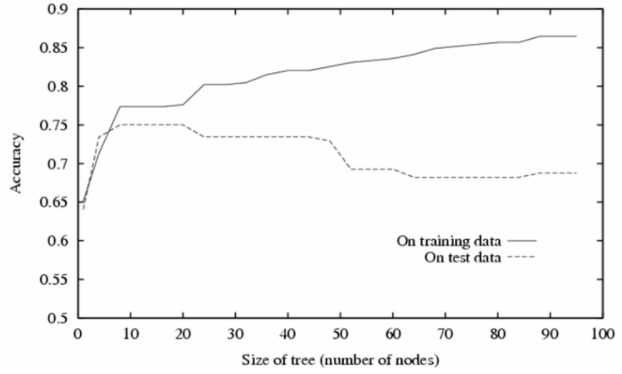 0.9
0.85
0.8
0.75
0.7
0.65
0.6
0.55
0.5
Accuracy
On training data
On test data
0 10 20 30 40 50 60 70 80 90 100
Size of tree (number of nodes)